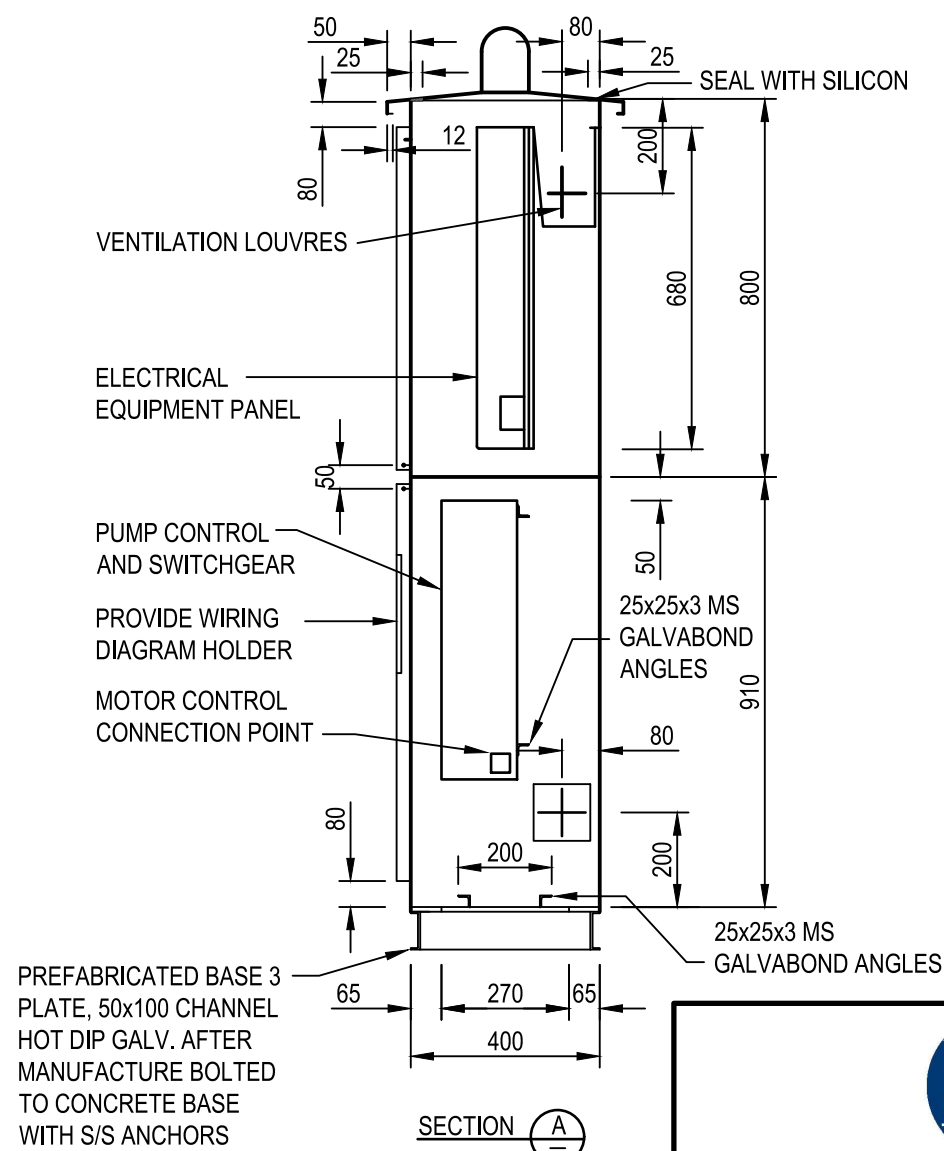 50
80
25
25
SEAL WITH SILICON
12
200
80
VENTILATION LOUVRES
680
800
ELECTRICAL
EQUIPMENT PANEL
50
PUMP CONTROL
AND SWITCHGEAR
50
25x25x3 MS
GALVABOND
ANGLES
PROVIDE WIRING
DIAGRAM HOLDER
910
MOTOR CONTROL
CONNECTION POINT
80
80
200
200
25x25x3 MS
GALVABOND ANGLES
PREFABRICATED BASE 3
PLATE, 50x100 CHANNEL
HOT DIP GALV. AFTER
MANUFACTURE BOLTED
TO CONCRETE BASE
WITH S/S ANCHORS
65
270
65
400
SECTION A
–